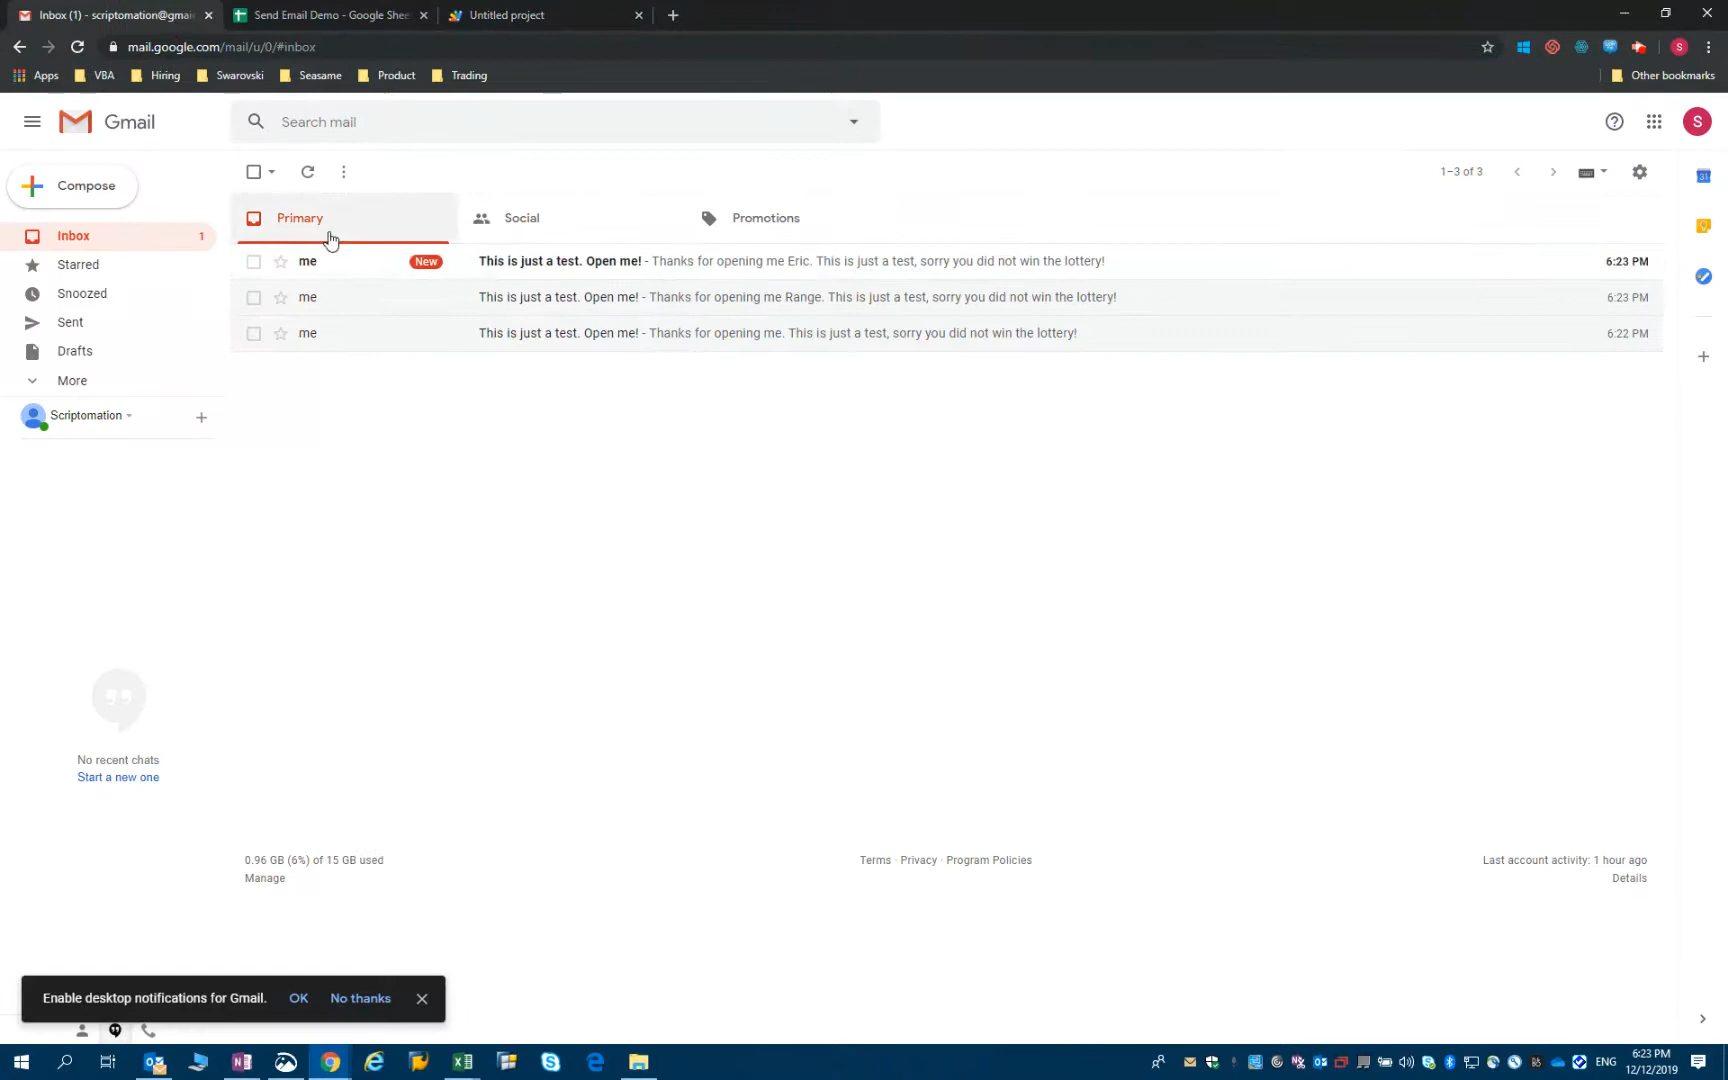 Inbox (1) - scriptomation@gmai
Send Email Demo - Google Shee
Untitled project
mail.google.com/mail/u/0/#inbox
S
Apps
VBA
Hiring
Swarovski
Seasame
Product
Trading
Other bookmarks
Gmail
Search mail
S
Compose
1–3 of 3
31
Primary
Social
Promotions
Inbox
1
me
New
This is just a test. Open me! - Thanks for opening me Eric. This is just a test, sorry you did not win the lottery!
6:23 PM
Starred
me
This is just a test. Open me! - Thanks for opening me Range. This is just a test, sorry you did not win the lottery!
6:23 PM
Snoozed
Sent
me
This is just a test. Open me! - Thanks for opening me. This is just a test, sorry you did not win the lottery!
6:22 PM
Drafts
More
Scriptomation
No recent chats
Start a new one
0.96 GB (6%) of 15 GB used
Manage
Terms · Privacy · Program Policies
Last account activity: 1 hour ago
Details
Enable desktop notifications for Gmail.
OK
No thanks
ENG
6:23 PM
12/12/2019